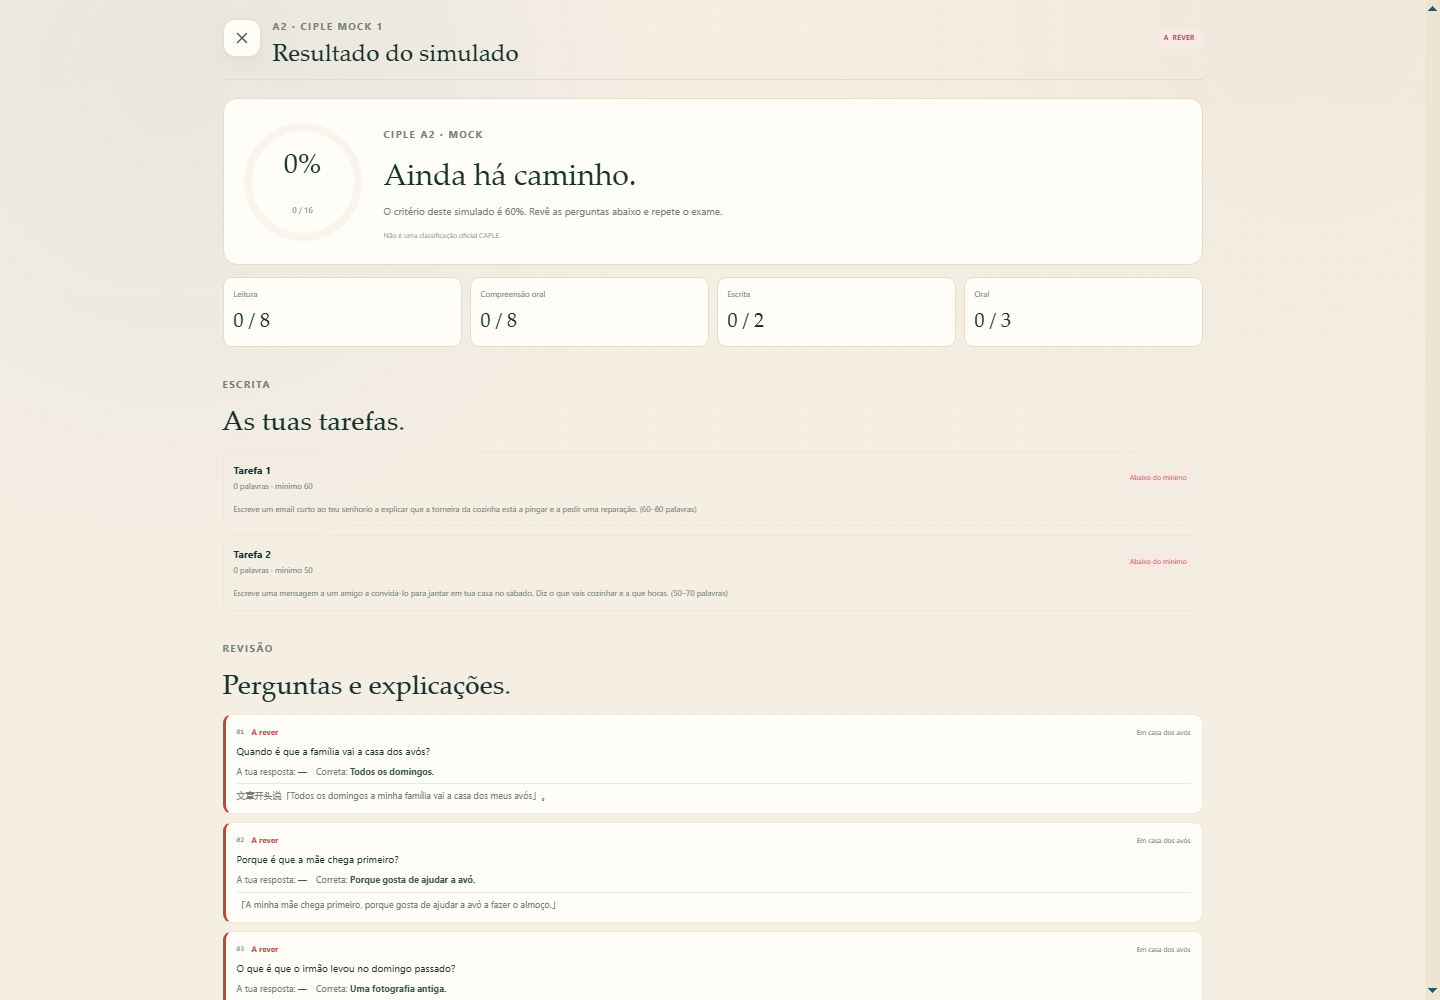 A2 • CIPLE MOCK 1
Resultado do simulado
A REVER
0%
0 / 16
CIPLE A2 • MOCK
Ainda há caminho.
O critério deste simulado é 60%. Revê as perguntas abaixo e repete o exame.
Não é uma classificação oficial CAPLE.
Leitura
0 / 8
Compreensão oral
0 / 8
Escrita
0 / 2
Oral
0 / 3
ESCRITA
As tuas tarefas.
Tarefa 1
0 palavras · mínimo 60
Abaixo do mínimo
Escreve um email curto ao teu senhorio a explicar que a torneira da cozinha está a pingar e a pedir uma reparação. (60–80 palavras)
Tarefa 2
0 palavras · mínimo 50
Abaixo do mínimo
Escreve uma mensagem a um amigo a convidá-lo para jantar em tua casa no sábado. Diz o que vais cozinhar e a que horas. (50–70 palavras)
REVISÃO
Perguntas e explicações.
01 A rever
Em casa dos avós
Quando é que a família vai a casa dos avós?
A tua resposta: — Correta: Todos os domingos.
文章开头说「Todos os domingos a minha família vai a casa dos meus avós」。
02 A rever
Em casa dos avós
Porque é que a mãe chega primeiro?
A tua resposta: — Correta: Porque gosta de ajudar a avó.
「A minha mãe chega primeiro, porque gosta de ajudar a avó a fazer o almoço.」
03 A rever
Em casa dos avós
O que é que o irmão levou no domingo passado?
A tua resposta: — Correta: Uma fotografia antiga.